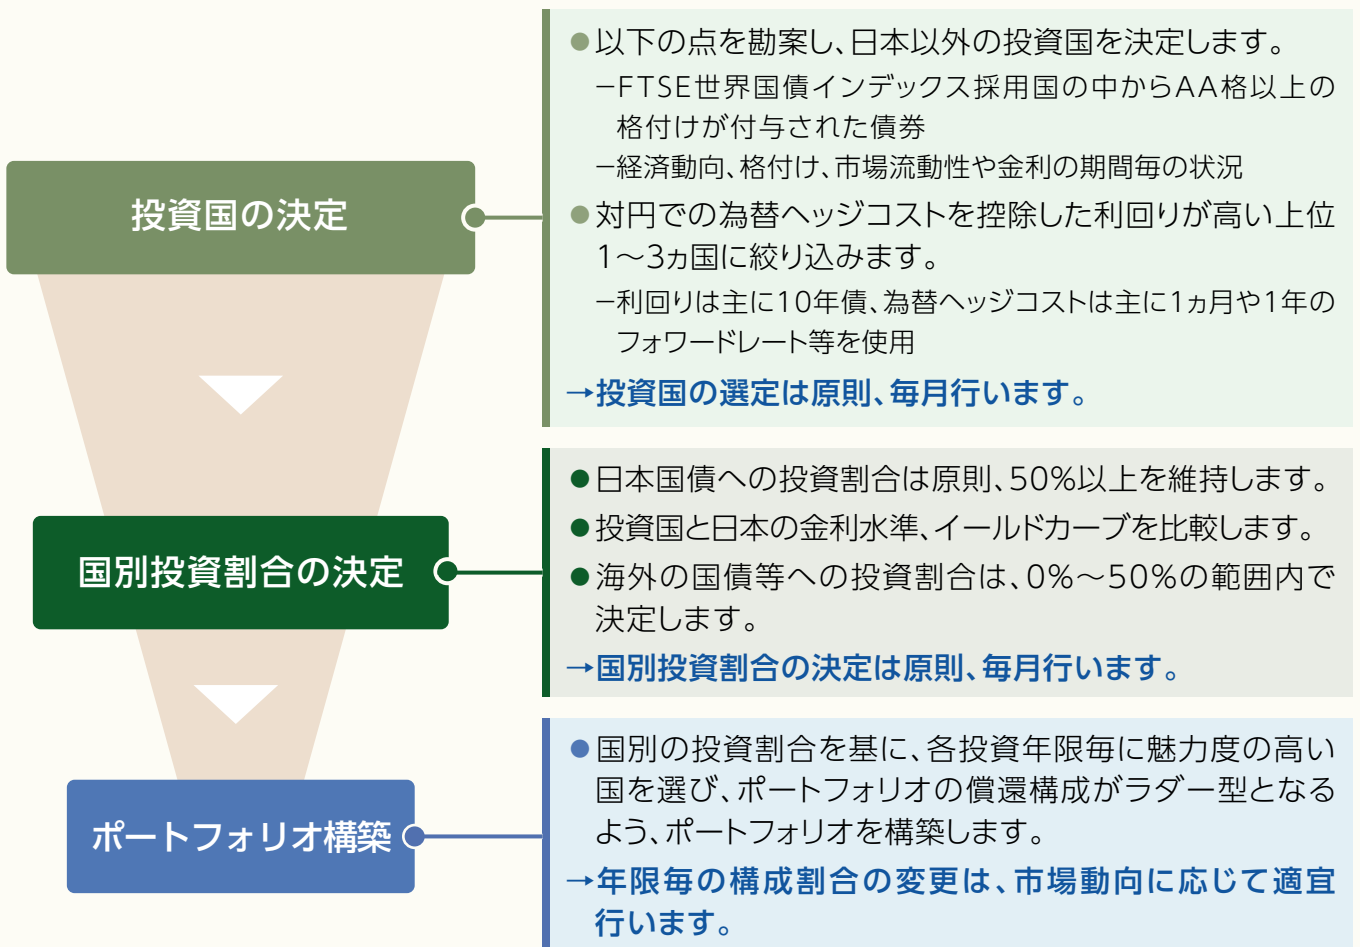 投資国の決定
●以下の点を勘案し、日本以外の投資国を決定します。
−FTSE世界国債インデックス採用国の中からAA格以上の
格付けが付与された債券
−経済動向、格付け、市場流動性や金利の期間毎の状況
●対円での為替ヘッジコストを控除した利回りが高い上位
1〜3ヵ国に絞り込みます。
−利回りは主に10年債、為替ヘッジコストは主に1ヵ月や1年の
フォワードレート等を使用
→投資国の選定は原則、毎月行います。
国別投資割合の決定
●日本国債への投資割合は原則、50%以上を維持します。
●投資国と日本の金利水準、イールドカーブを比較します。
●海外の国債等への投資割合は、0%〜50%の範囲内で
決定します。
→国別投資割合の決定は原則、毎月行います。
ポートフォリオ構築
●国別の投資割合を基に、各投資年限毎に魅力度の高い
国を選び、ポートフォリオの償還構成がラダー型となる
よう、ポートフォリオを構築します。
→年限毎の構成割合の変更は、市場動向に応じて適宜
行います。